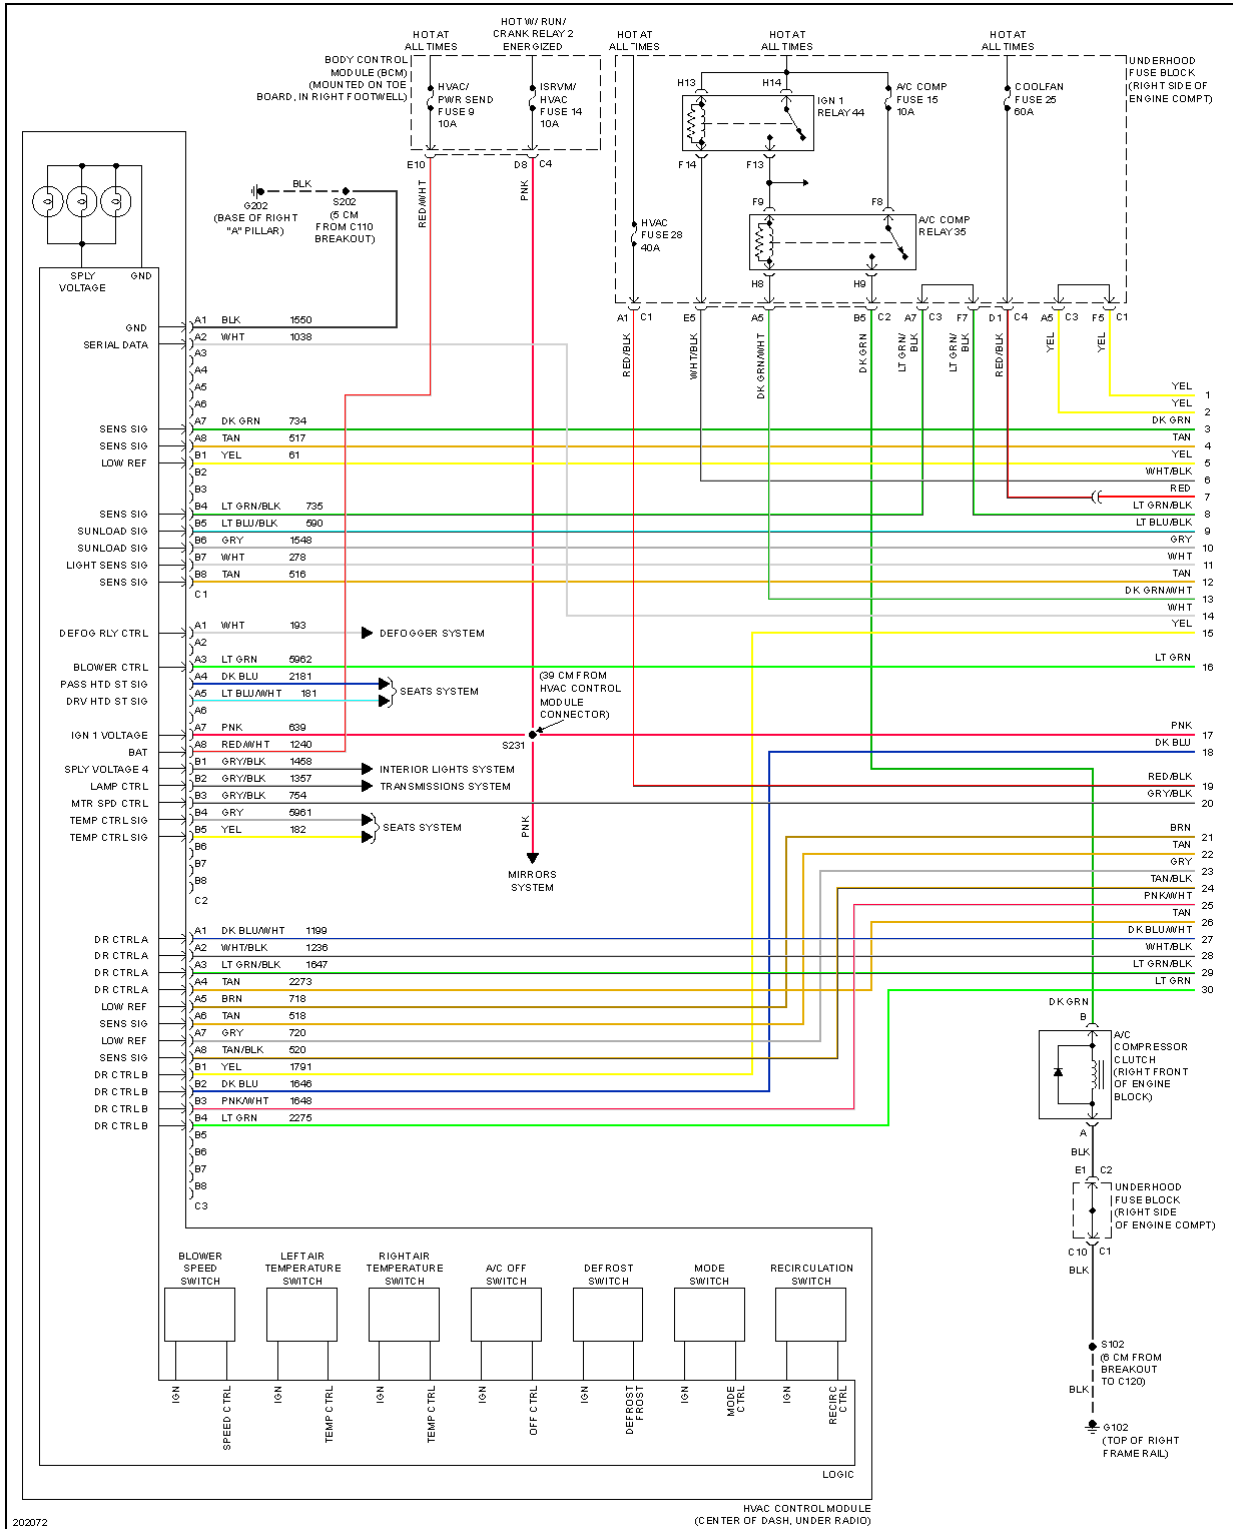 HOT AT
ALL TIMES
HOT W/ RUN/
CRANK RELAY 2
ENERGIZED
HOT AT
ALL TIMES
HOT AT
ALL TIMES
HOT AT
ALL TIMES
BODY CONTROL
MODULE (BCM)
(MOUNTED ON TOE
BOARD, IN RIGHT FOOTWELL)
HVAC/
PWR SEND
FUSE 9
10A
ISRVM/
HVAC
FUSE 14
10A
H13
H14
IGN 1
RELAY 44
A/C COMP
FUSE 15
10A
COOLFAN
FUSE 25
60A
UNDERHOOD
FUSE BLOCK
(RIGHT SIDE OF
ENGINE COMPT)
E10
D8
C4
F14
F13
RED/WHT
PNK
BLK
G202
(BASE OF RIGHT
"A" PILLAR)
S202
(5 CM
FROM C110
BREAKOUT)
HVAC
FUSE 28
40A
F9
F8
A/C COMP
RELAY 35
H8
H9
SPLY
VOLTAGE
GND
A1
C1
E5
A5
B5
C2
A7
C3
F7
D1
C4
A5
C3
F5
C1
RED/BLK
WHT/BLK
DK GRN/WHT
DK GRN
LT GRN/
BLK
LT GRN/
BLK
RED/BLK
YEL
YEL
GND A1 BLK 1550
SERIAL DATA A2 WHT 1038
A3
A4
A5
A6
SENS SIG A7 DK GRN 734
SENS SIG A8 TAN 517
LOW REF B1 YEL 61
B2
B3
SENS SIG B4 LT GRN/BLK 735
SUNLOAD SIG B5 LT BLU/BLK 590
SUNLOAD SIG B6 GRY 1548
LIGHT SENS SIG B7 WHT 278
SENS SIG B8 TAN 516
C1
DEFOG RLY CTRL A1 WHT 193 DEFOGGER SYSTEM
A2
BLOWER CTRL A3 LT GRN 5962
PASS HTD ST SIG A4 DK BLU 2181
DRV HTD ST SIG A5 LT BLU/WHT 181
SEATS SYSTEM
A6
IGN 1 VOLTAGE A7 PNK 639
BAT A8 RED/WHT 1240
SPLY VOLTAGE 4 B1 GRY/BLK 1458 INTERIOR LIGHTS SYSTEM
LAMP CTRL B2 GRY/BLK 1357 TRANSMISSIONS SYSTEM
MTR SPD CTRL B3 GRY/BLK 754
TEMP CTRL SIG B4 GRY 5961
TEMP CTRL SIG B5 YEL 182
SEATS SYSTEM
B6
B7
B8
C2
(39 CM FROM
HVAC CONTROL
MODULE
CONNECTOR)
S231
PNK
MIRRORS
SYSTEM
DR CTRL A A1 DK BLU/WHT 1199
DR CTRL A A2 WHT/BLK 1236
DR CTRL A A3 LT GRN/BLK 1647
DR CTRL A A4 TAN 2273
LOW REF A5 BRN 718
SENS SIG A6 TAN 518
LOW REF A7 GRY 720
SENS SIG A8 TAN/BLK 520
DR CTRL B B1 YEL 1791
DR CTRL B B2 DK BLU 1646
DR CTRL B B3 PNK/WHT 1648
DR CTRL B B4 LT GRN 2275
B5
B6
B7
B8
C3
YEL 1
YEL 2
DK GRN 3
TAN 4
YEL 5
WHT/BLK 6
RED 7
LT GRN/BLK 8
LT BLU/BLK 9
GRY 10
WHT 11
TAN 12
DK GRN/WHT 13
WHT 14
YEL 15
LT GRN 16
PNK 17
DK BLU 18
RED/BLK 19
GRY/BLK 20
BRN 21
TAN 22
GRY 23
TAN/BLK 24
PNK/WHT 25
TAN 26
DK BLU/WHT 27
WHT/BLK 28
LT GRN/BLK 29
LT GRN 30
DK GRN
B
A/C
COMPRESSOR
CLUTCH
(RIGHT FRONT
OF ENGINE
BLOCK)
A
BLK
E1
C2
UNDERHOOD
FUSE BLOCK
(RIGHT SIDE
OF ENGINE COMPT)
C10
C1
BLK
S102
(6 CM FROM
BREAKOUT
TO C120)
BLK
G102
(TOP OF RIGHT
FRAME RAIL)
BLOWER
SPEED
SWITCH
LEFT AIR
TEMPERATURE
SWITCH
RIGHT AIR
TEMPERATURE
SWITCH
A/C OFF
SWITCH
DEFROST
SWITCH
MODE
SWITCH
RECIRCULATION
SWITCH
IGN
SPEED CTRL
IGN
TEMP CTRL
IGN
TEMP CTRL
IGN
OFF CTRL
IGN
DEFROST
FROST
IGN
MODE
CTRL
IGN
RECIRC
CTRL
LOGIC
HVAC CONTROL MODULE
(CENTER OF DASH, UNDER RADIO)
202072